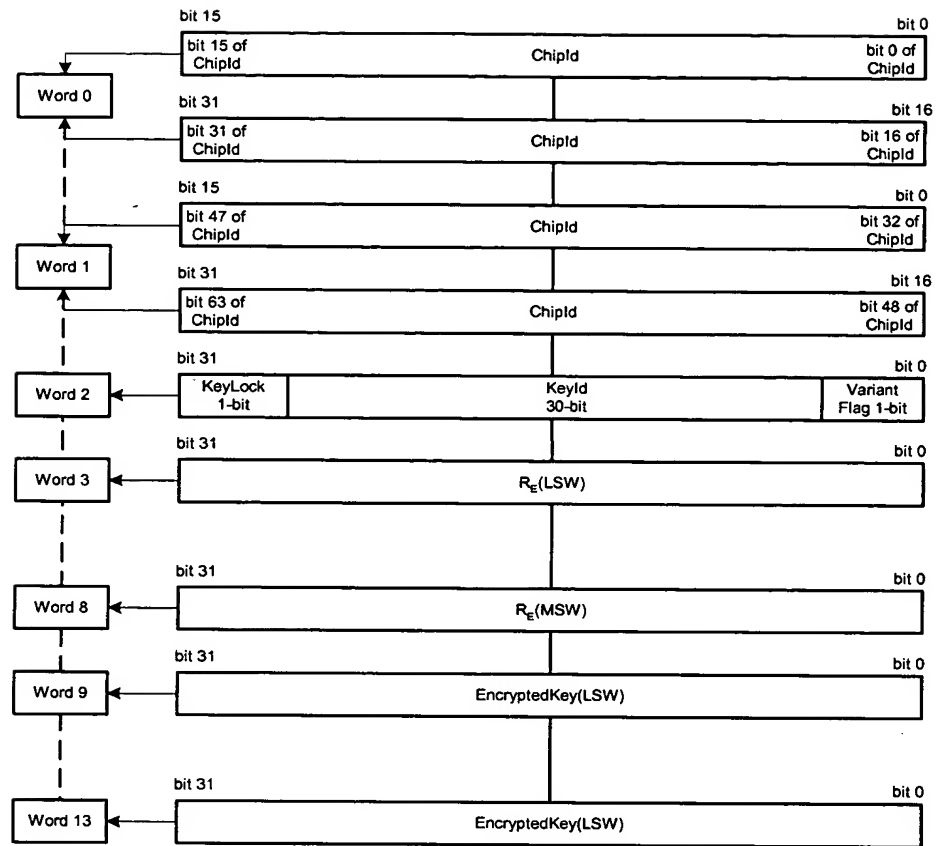 bit 15
bit 0
bit 15 of
ChipId
ChipId
bit 0 of
ChipId
Word 0
bit 31
bit 16
bit 31 of
ChipId
ChipId
bit 16 of
ChipId
bit 15
bit 0
bit 47 of
ChipId
ChipId
bit 32 of
ChipId
Word 1
bit 31
bit 16
bit 63 of
ChipId
ChipId
bit 48 of
ChipId
bit 31
bit 0
Word 2
KeyLock
1-bit
KeyId
30-bit
Variant
Flag 1-bit
bit 31
bit 0
Word 3
RE(LSW)
bit 31
bit 0
Word 8
RE(MSW)
bit 31
bit 0
Word 9
EncryptedKey(LSW)
bit 31
bit 0
Word 13
EncryptedKey(LSW)